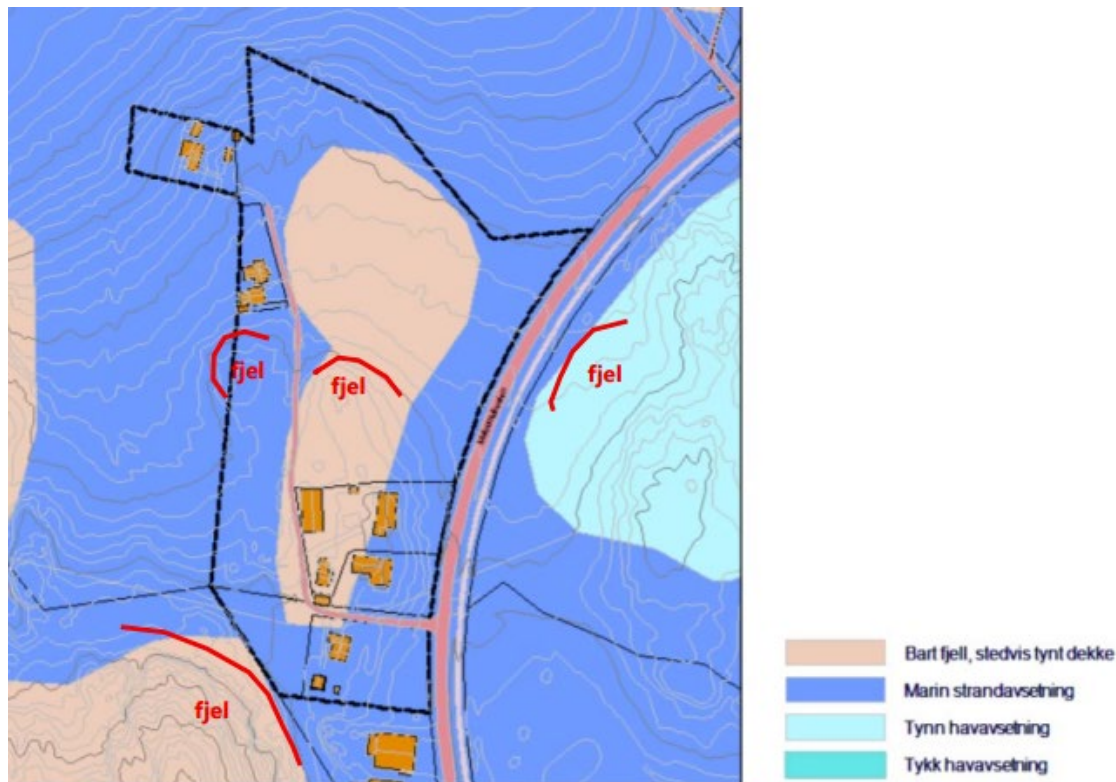 fjel
fjel
fjel
fjel
Bart fjell, stedvis tynt dekke
Marin strandavsetning
Tynn havavsetning
Tykk havavsetning